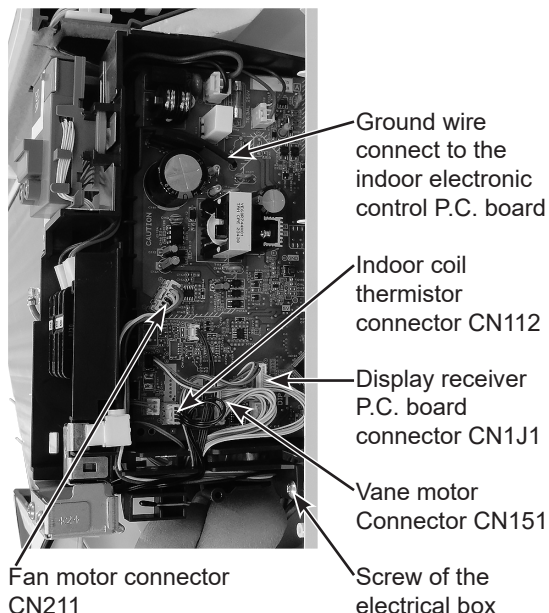 CAUTION
Ground wire
connect to the
indoor electronic
control P.C. board
Indoor coil
thermistor
connector CN112
Display receiver
P.C. board
connector CN1J1
Vane motor
Connector CN151
Fan motor connector
CN211
Screw of the
electrical box